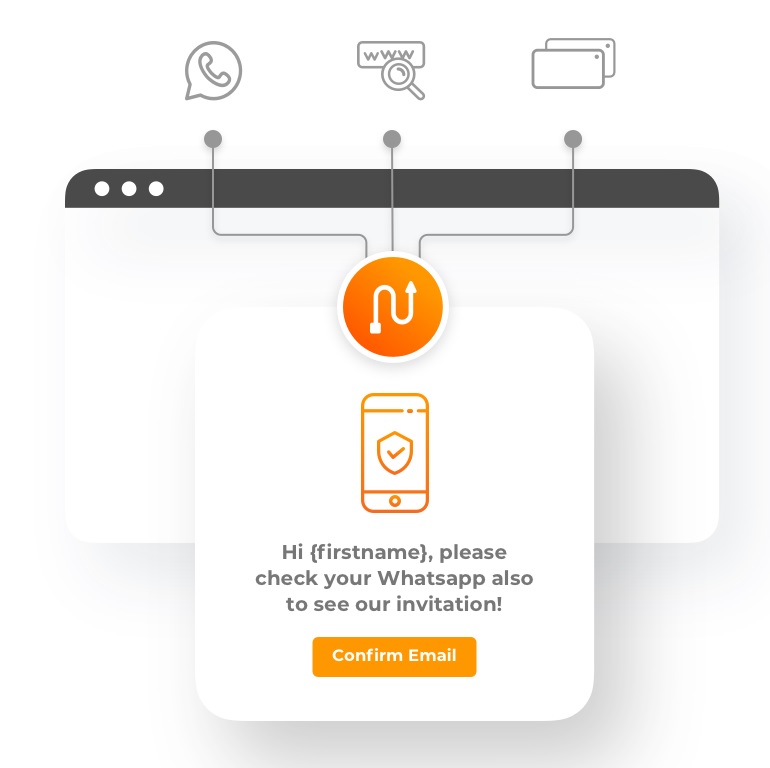 www
Hi {firstname}, please
check your Whatsapp also
to see our invitation!
Confirm Email